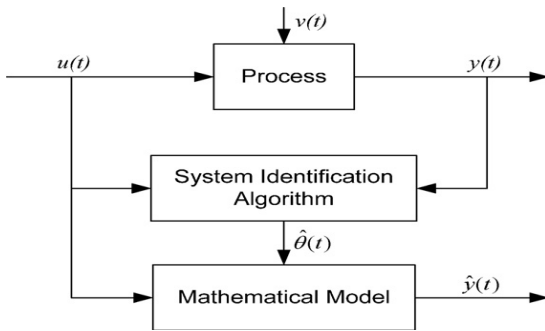 v(t)
u(t)
Process
y(t)
System Identification
Algorithm
θ̂(t)
Mathematical Model
ŷ(t)